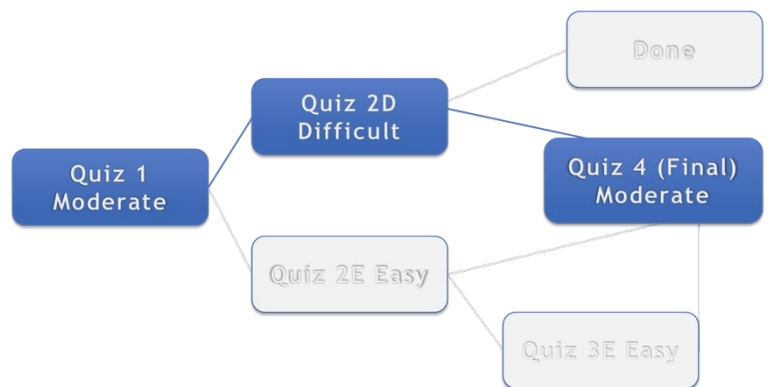 Done
Quiz 2D
Difficult
Quiz 1
Moderate
Quiz 4 (Final)
Moderate
Quiz 2E Easy
Quiz 3E Easy